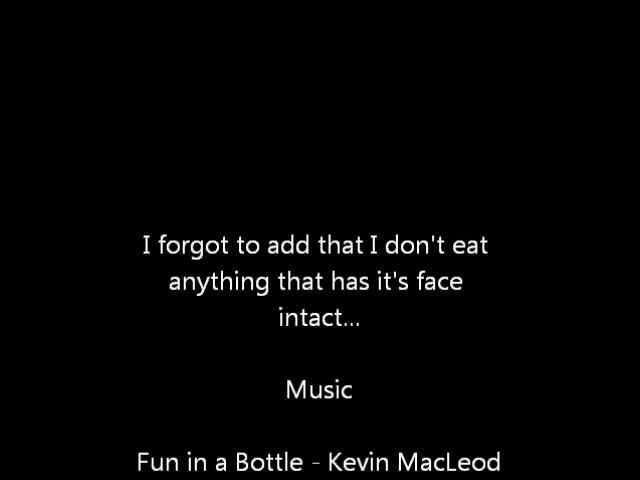 I forgot to add that I don't eat
anything that has it's face
intact...
Music
Fun in a Bottle - Kevin MacLeod